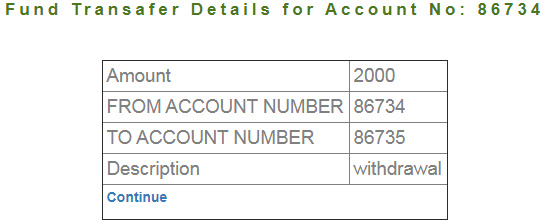 Fund Transafer Details for Account No: 86734
Amount 2000
FROM ACCOUNT NUMBER 86734
TO ACCOUNT NUMBER 86735
Description withdrawal
Continue